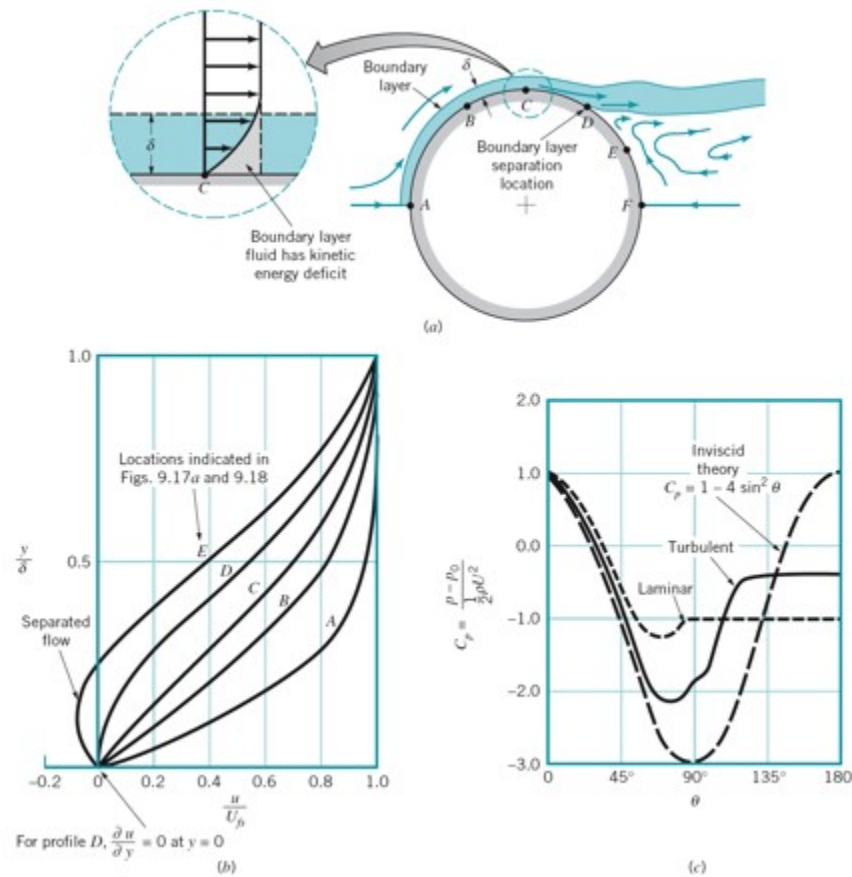 Boundary
layer
δ
B
C
D
E
A
F
Boundary layer
separation
location
δ
C
Boundary layer
fluid has kinetic
energy deficit
(a)
1.0
Locations indicated in
Figs. 9.17a and 9.18
y/δ
0.5
E
D
C
B
A
Separated
flow
−0.2
0
0.2
0.4
0.6
0.8
1.0
u/U_fs
For profile D, ∂u/∂y = 0 at y = 0
(b)
2.0
Inviscid
theory
C_p = 1 − 4 sin² θ
1.0
0.0
Turbulent
C_p = (p − p_0)/(1/2 ρU²)
Laminar
−1.0
−2.0
−3.0
0
45°
90°
135°
180
θ
(c)